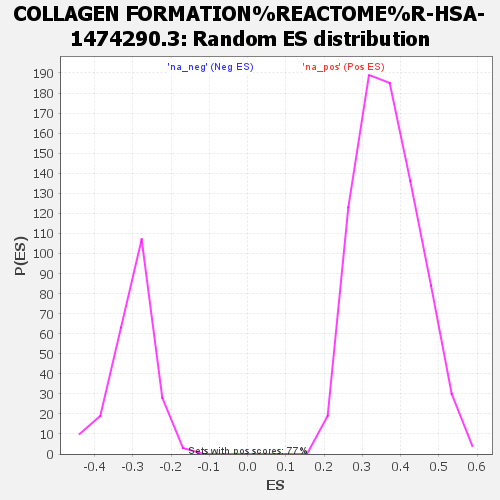 COLLAGEN FORMATION%REACTOME%R-HSA-
1474290.3: Random ES distribution
'na_neg' (Neg ES) 'na_pos' (Pos ES)
P(ES)
190
180
170
160
150
140
130
120
110
100
90
80
70
60
50
40
30
20
10
0
Sets with pos scores: 77%
-0.4 -0.3 -0.2 -0.1 0.0 0.1 0.2 0.3 0.4 0.5 0.6
ES